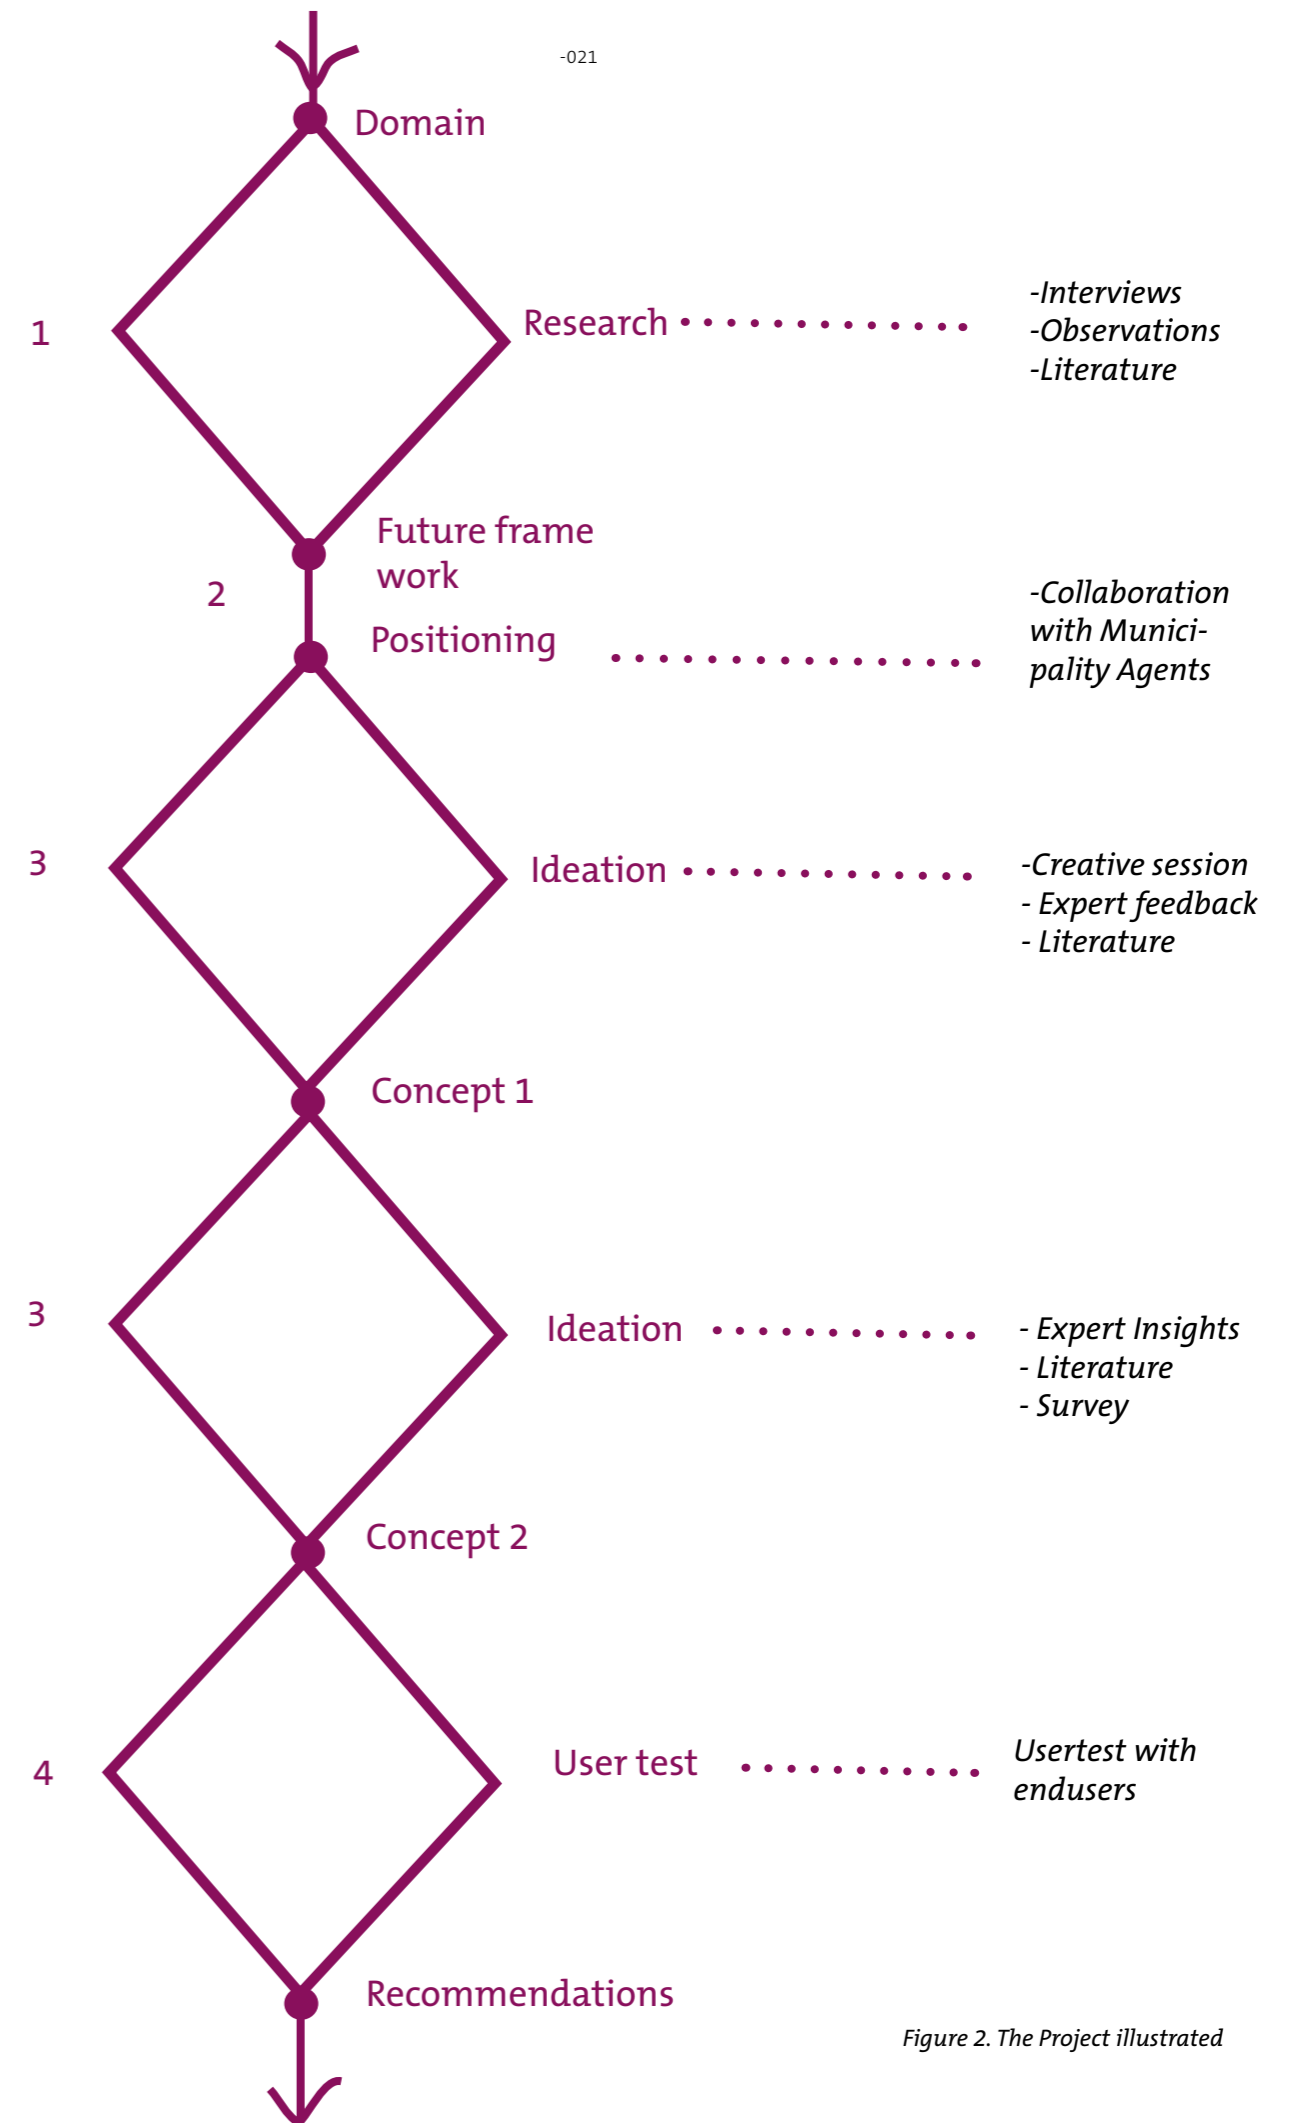 -021
Domain
1
Research
-Interviews
-Observations
-Literature
Future frame
work
2
Positioning
-Collaboration
with Munici-
pality Agents
3
Ideation
-Creative session
- Expert feedback
- Literature
Concept 1
3
Ideation
- Expert Insights
- Literature
- Survey
Concept 2
4
User test
Usertest with
endusers
Recommendations
Figure 2. The Project illustrated